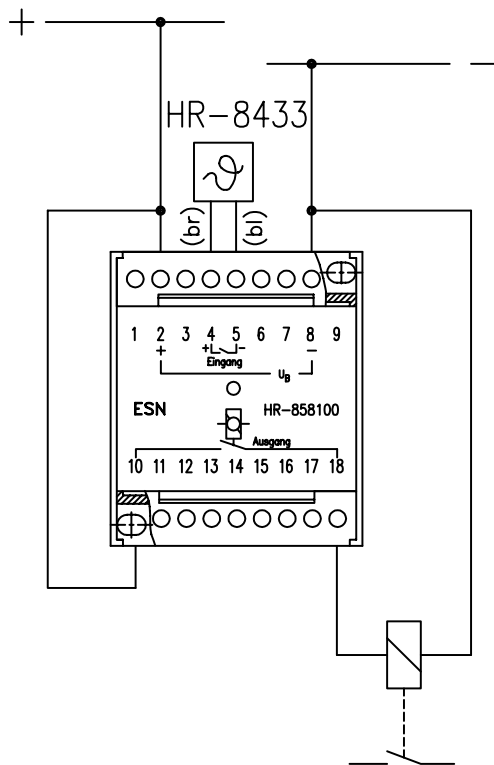 + -
HR-8433
(br) (bl)
1 2 3 4 5 6 7 8 9
+ + - -
Eingang
UB
ESN HR-858100
Ausgang
10 11 12 13 14 15 16 17 18